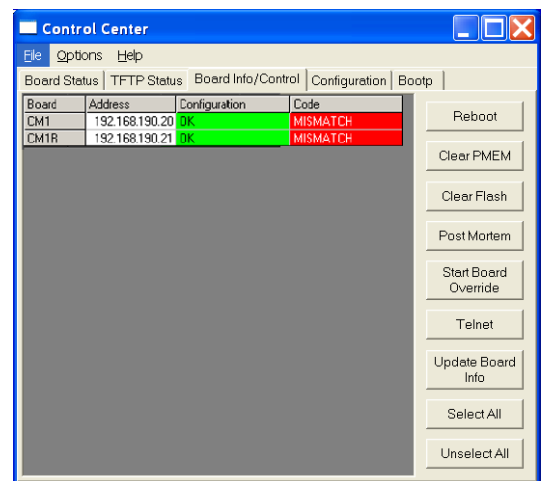 Control Center
File Options Help
Board Status TFTP Status Board Info/Control Configuration Bootp
Board Address Configuration Code
CM1 192.168.190.20 OK MISMATCH
CM1R 192.168.190.21 OK MISMATCH
Reboot
Clear PMEM
Clear Flash
Post Mortem
Start Board
Override
Telnet
Update Board
Info
Select All
Unselect All